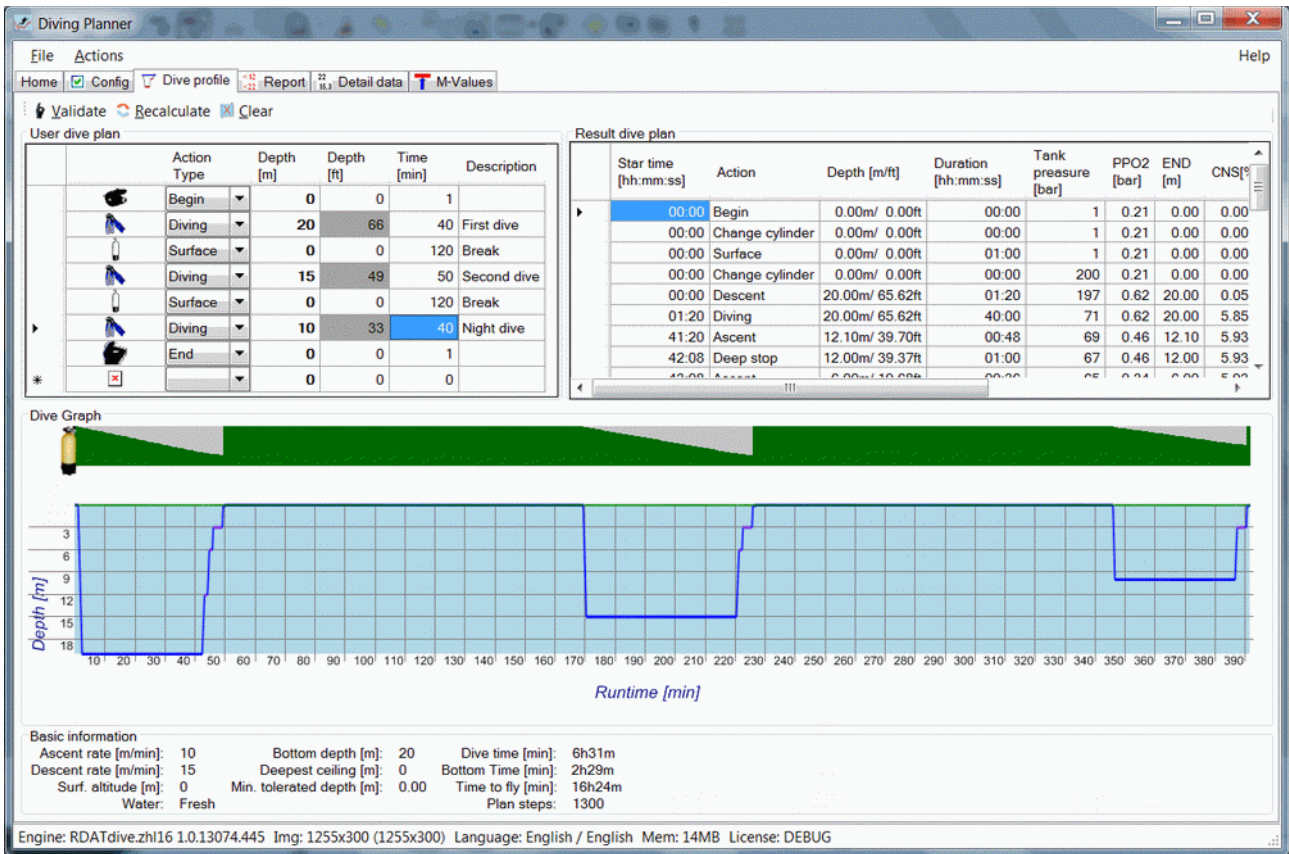 Diving Planner
File Actions Help
Home Config Dive profile Report Detail data M-Values
Validate Recalculate Clear
User dive plan
Action Type Depth [m] Depth [ft] Time [min] Description
Begin 0 0 1
Diving 20 66 40 First dive
Surface 0 0 120 Break
Diving 15 49 50 Second dive
Surface 0 0 120 Break
Diving 10 33 40 Night dive
End 0 0 1
0 0 0
Result dive plan
Star time [hh:mm:ss] Action Depth [m/ft] Duration [hh:mm:ss] Tank preasure [bar] PPO2 [bar] END [m] CNS[%
00:00 Begin 0.00m/ 0.00ft 00:00 1 0.21 0.00 0.00
00:00 Change cylinder 0.00m/ 0.00ft 00:00 1 0.21 0.00 0.00
00:00 Surface 0.00m/ 0.00ft 01:00 1 0.21 0.00 0.00
00:00 Change cylinder 0.00m/ 0.00ft 00:00 200 0.21 0.00 0.00
00:00 Descent 20.00m/ 65.62ft 01:20 197 0.62 20.00 0.05
01:20 Diving 20.00m/ 65.62ft 40:00 71 0.62 20.00 5.85
41:20 Ascent 12.10m/ 39.70ft 00:48 69 0.46 12.10 5.93
42:08 Deep stop 12.00m/ 39.37ft 01:00 67 0.46 12.00 5.93
Dive Graph
3
6
9
12
15
18
Depth [m]
10 20 30 40 50 60 70 80 90 100 110 120 130 140 150 160 170 180 190 200 210 220 230 240 250 260 270 280 290 300 310 320 330 340 350 360 370 380 390
Runtime [min]
Basic information
Ascent rate [m/min]: 10 Bottom depth [m]: 20 Dive time [min]: 6h31m
Descent rate [m/min]: 15 Deepest ceiling [m]: 0 Bottom Time [min]: 2h29m
Surf. altitude [m]: 0 Min. tolerated depth [m]: 0.00 Time to fly [min]: 16h24m
Water: Fresh Plan steps: 1300
Engine: RDATdive.zhl16 1.0.13074.445 Img: 1255x300 (1255x300) Language: English / English Mem: 14MB License: DEBUG